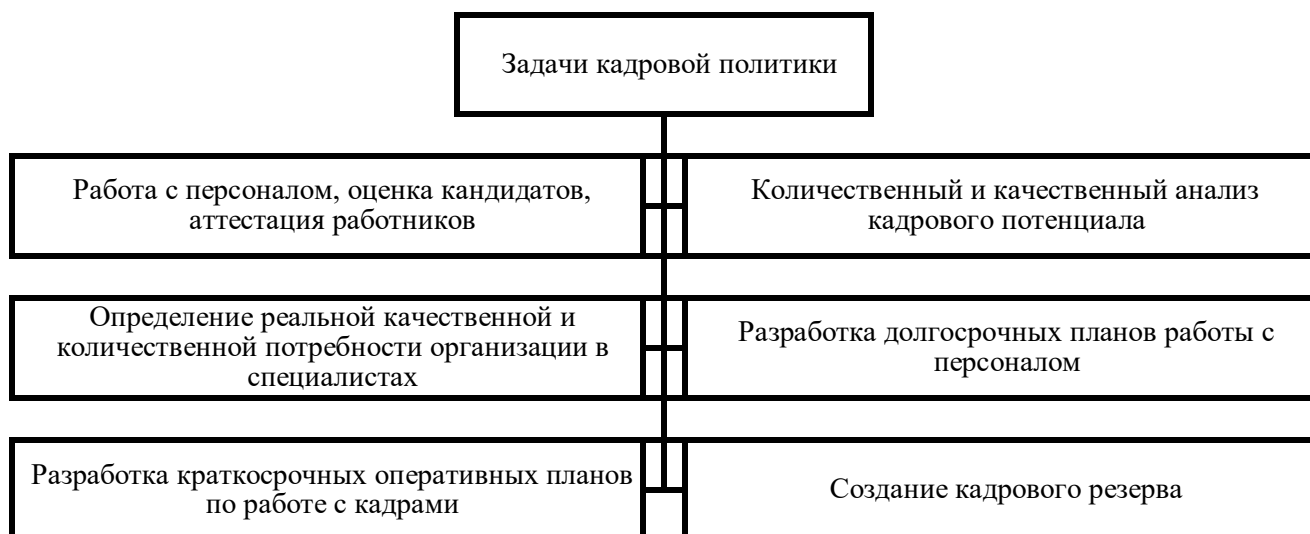 Задачи кадровой политики
Работа с персоналом, оценка кандидатов,
аттестация работников
Количественный и качественный анализ
кадрового потенциала
Определение реальной качественной и
количественной потребности организации в
специалистах
Разработка долгосрочных планов работы с
персоналом
Разработка краткосрочных оперативных планов
по работе с кадрами
Создание кадрового резерва